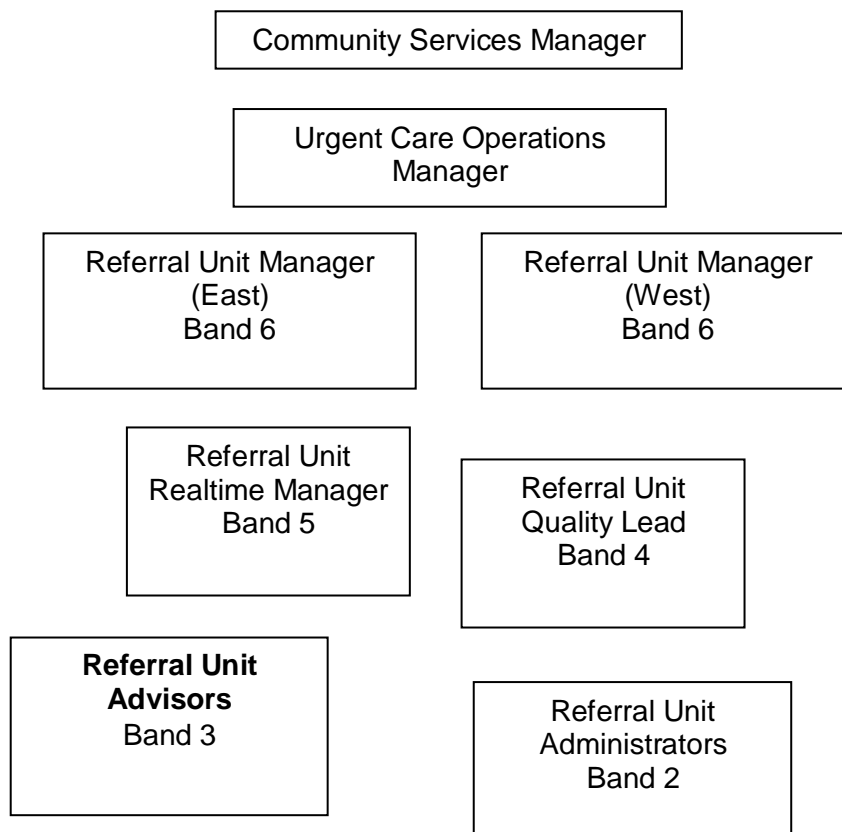 Community Services Manager
Urgent Care Operations
Manager
Referral Unit Manager
(East)
Band 6
Referral Unit Manager
(West)
Band 6
Referral Unit
Realtime Manager
Band 5
Referral Unit
Quality Lead
Band 4
Referral Unit
Advisors
Band 3
Referral Unit
Administrators
Band 2